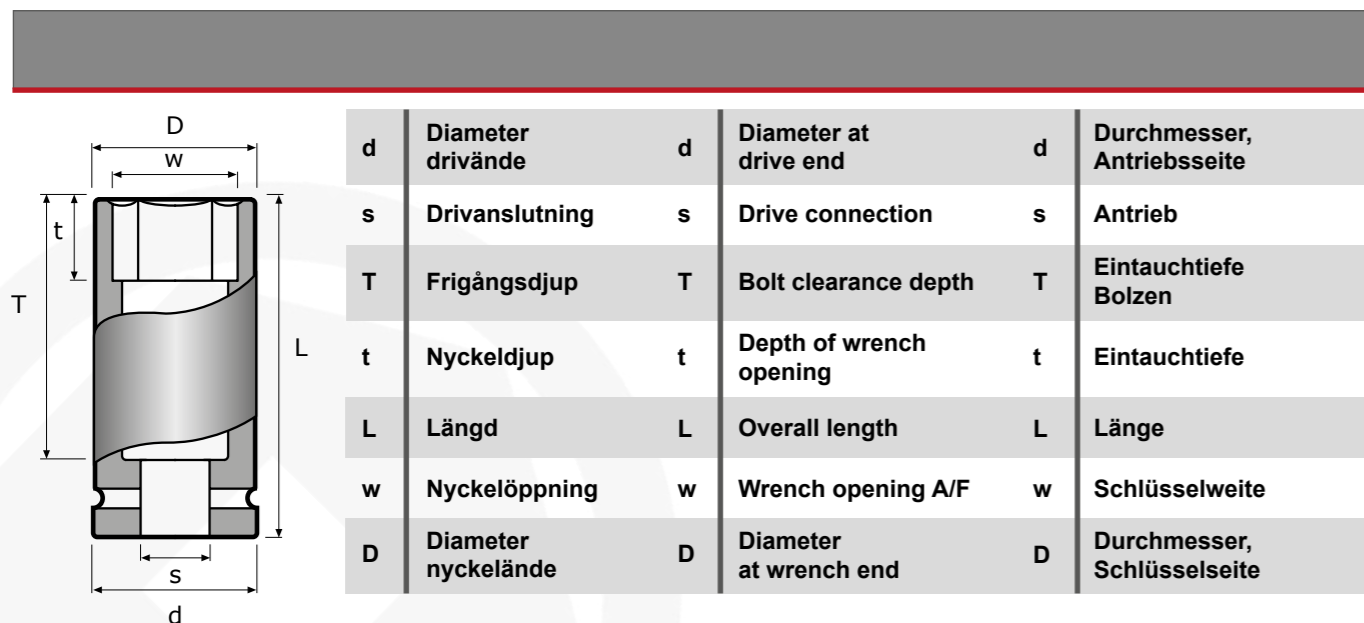 D
w
t
T
L
s
d
d Diameter drivände d Diameter at drive end d Durchmesser, Antriebsseite
s Drivanslutning s Drive connection s Antrieb
T Frigångsdjup T Bolt clearance depth T Eintauchtiefe Bolzen
t Nyckeldjup t Depth of wrench opening t Eintauchtiefe
L Längd L Overall length L Länge
w Nyckelöppning w Wrench opening A/F w Schlüsselweite
D Diameter nyckelände D Diameter at wrench end D Durchmesser, Schlüsselseite